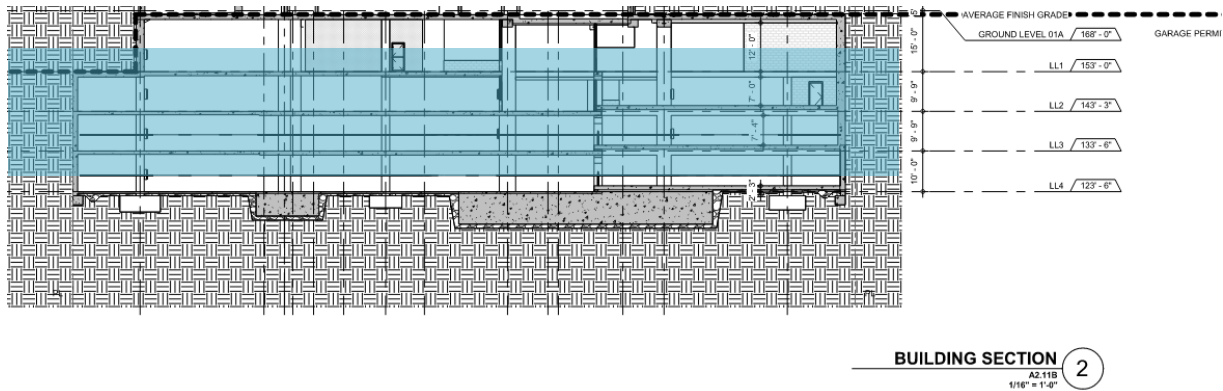 AVERAGE FINISH GRADE
GROUND LEVEL 01A 168' - 0"
GARAGE PERMI
15' - 0"
12' - 0"
LL1 153' - 0"
9' - 9"
7' - 0"
LL2 143' - 3"
9' - 9"
7' - 4"
LL3 133' - 6"
10' - 0"
2' - 3"
LL4 123' - 6"
BUILDING SECTION 2
A2.11B
1/16" = 1'-0"